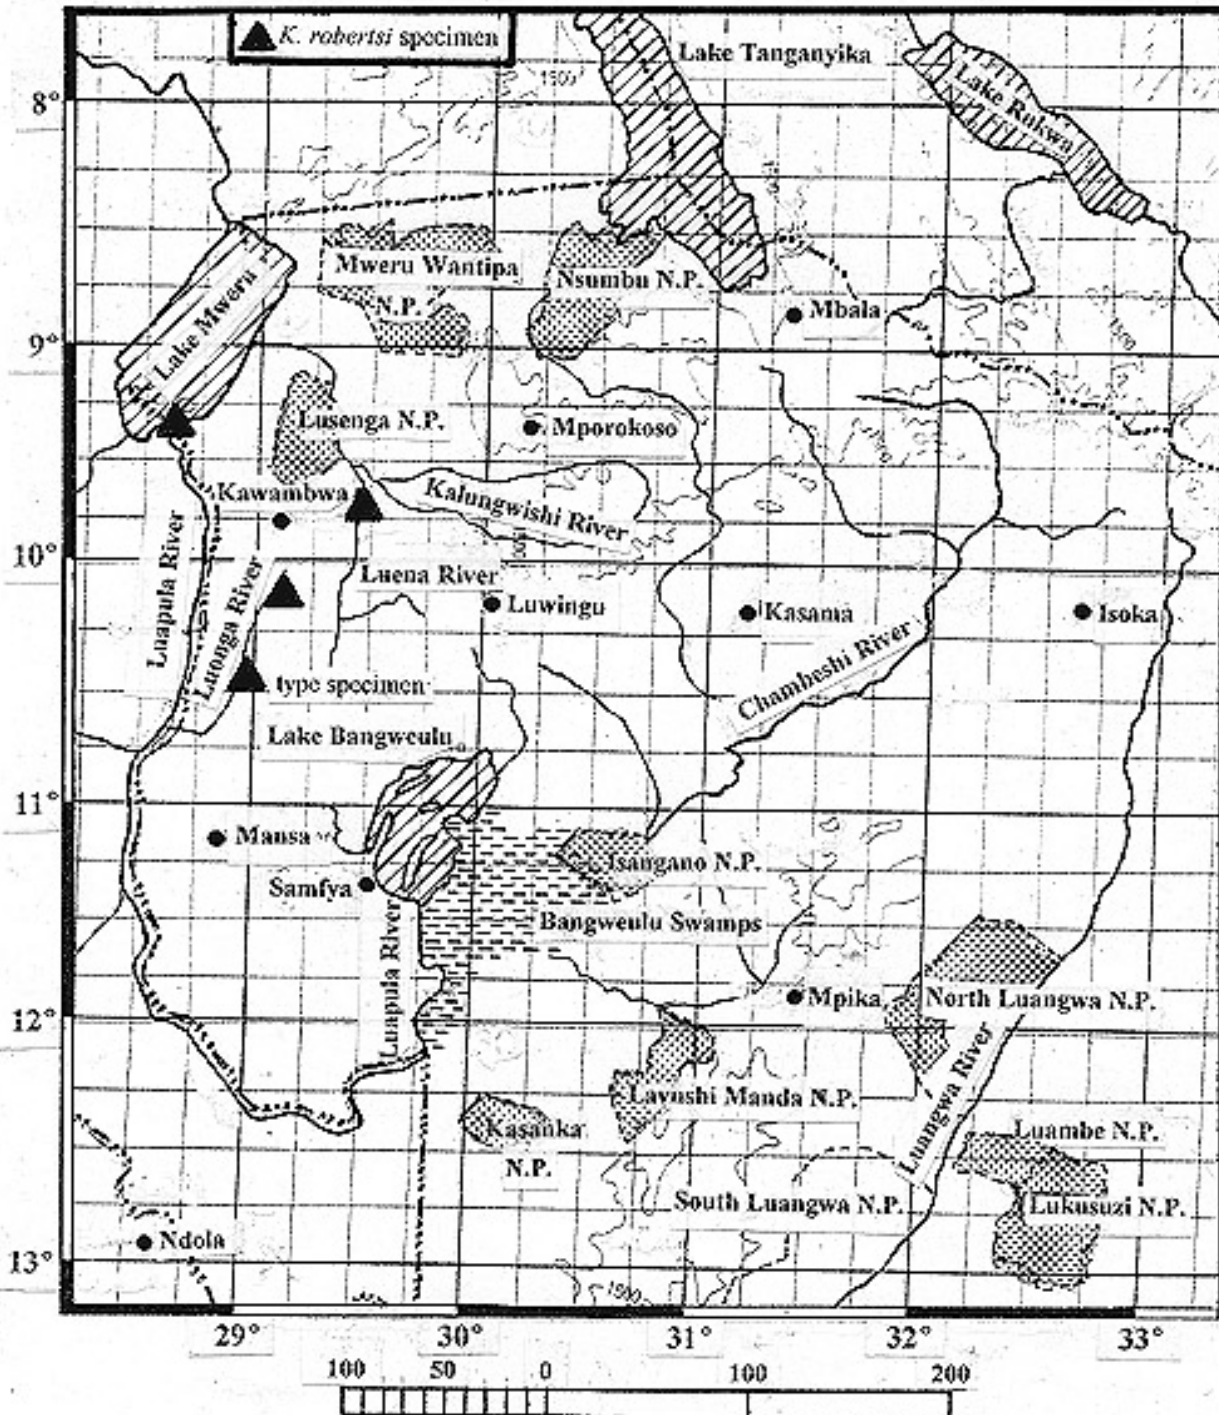 K. robertsi specimen
Lake Tanganyika
1500
Lake Rukwa
8°
Mweru Wantipa
N.P.
Nsumbu N.P.
Lake Mweru
Mbala
1500
9°
Lusenga N.P.
Mporokoso
Kawambwa
Kalungwishi River
10°
Luapula River
Luonga River
Luena River
Luwingu
Kasama
Isoka
Chambeshi River
type specimen
Lake Bangweulu
11°
Mansa
Isangano N.P.
Samfya
Bangweulu Swamps
Luapula River
Mpika
North Luangwa N.P.
12°
Luangwa River
Lavushi Manda N.P.
Kasanka
N.P.
Luambe N.P.
South Luangwa N.P.
Lukusuzi N.P.
Ndola
13°
1500
29° 30° 31° 32° 33°
100 50 0 100 200